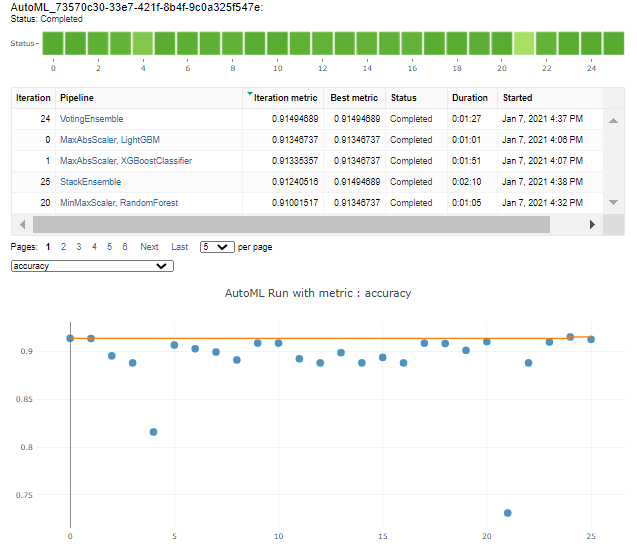 AutoML_73570c30-33e7-421f-8b4f-9c0a325f547e:
Status: Completed
Status
0 2 4 6 8 10 12 14 16 18 20 22 24
Iteration Pipeline Iteration metric Best metric Status Duration Started
24 VotingEnsemble 0.91494689 0.91494689 Completed 0:01:27 Jan 7, 2021 4:37 PM
0 MaxAbsScaler, LightGBM 0.91346737 0.91346737 Completed 0:01:01 Jan 7, 2021 4:06 PM
1 MaxAbsScaler, XGBoostClassifier 0.91335357 0.91346737 Completed 0:01:51 Jan 7, 2021 4:07 PM
25 StackEnsemble 0.91240516 0.91494689 Completed 0:02:10 Jan 7, 2021 4:38 PM
20 MinMaxScaler, RandomForest 0.91001517 0.91346737 Completed 0:01:05 Jan 7, 2021 4:32 PM
Pages: 1 2 3 4 5 6 Next Last 5 per page
accuracy
AutoML Run with metric : accuracy
0.9
0.85
0.8
0.75
0 5 10 15 20 25